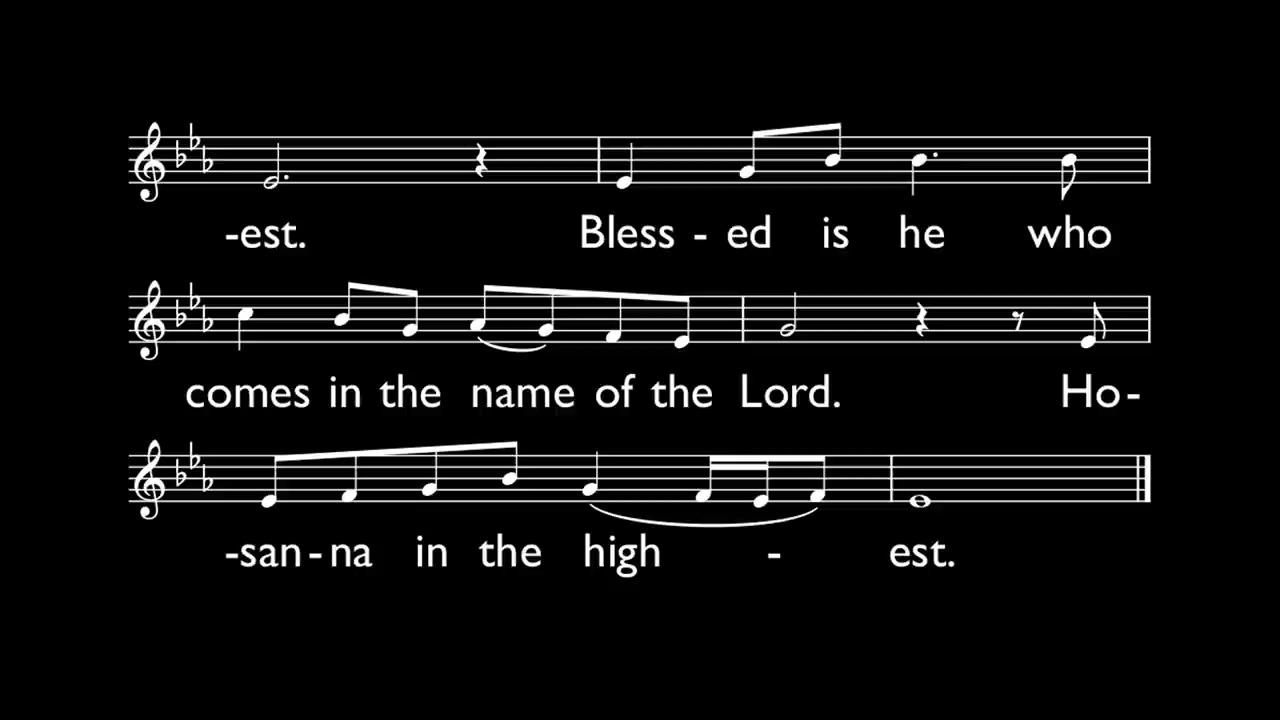 -est. Bless - ed is he who
comes in the name of the Lord. Ho-
-san-na in the high - est.